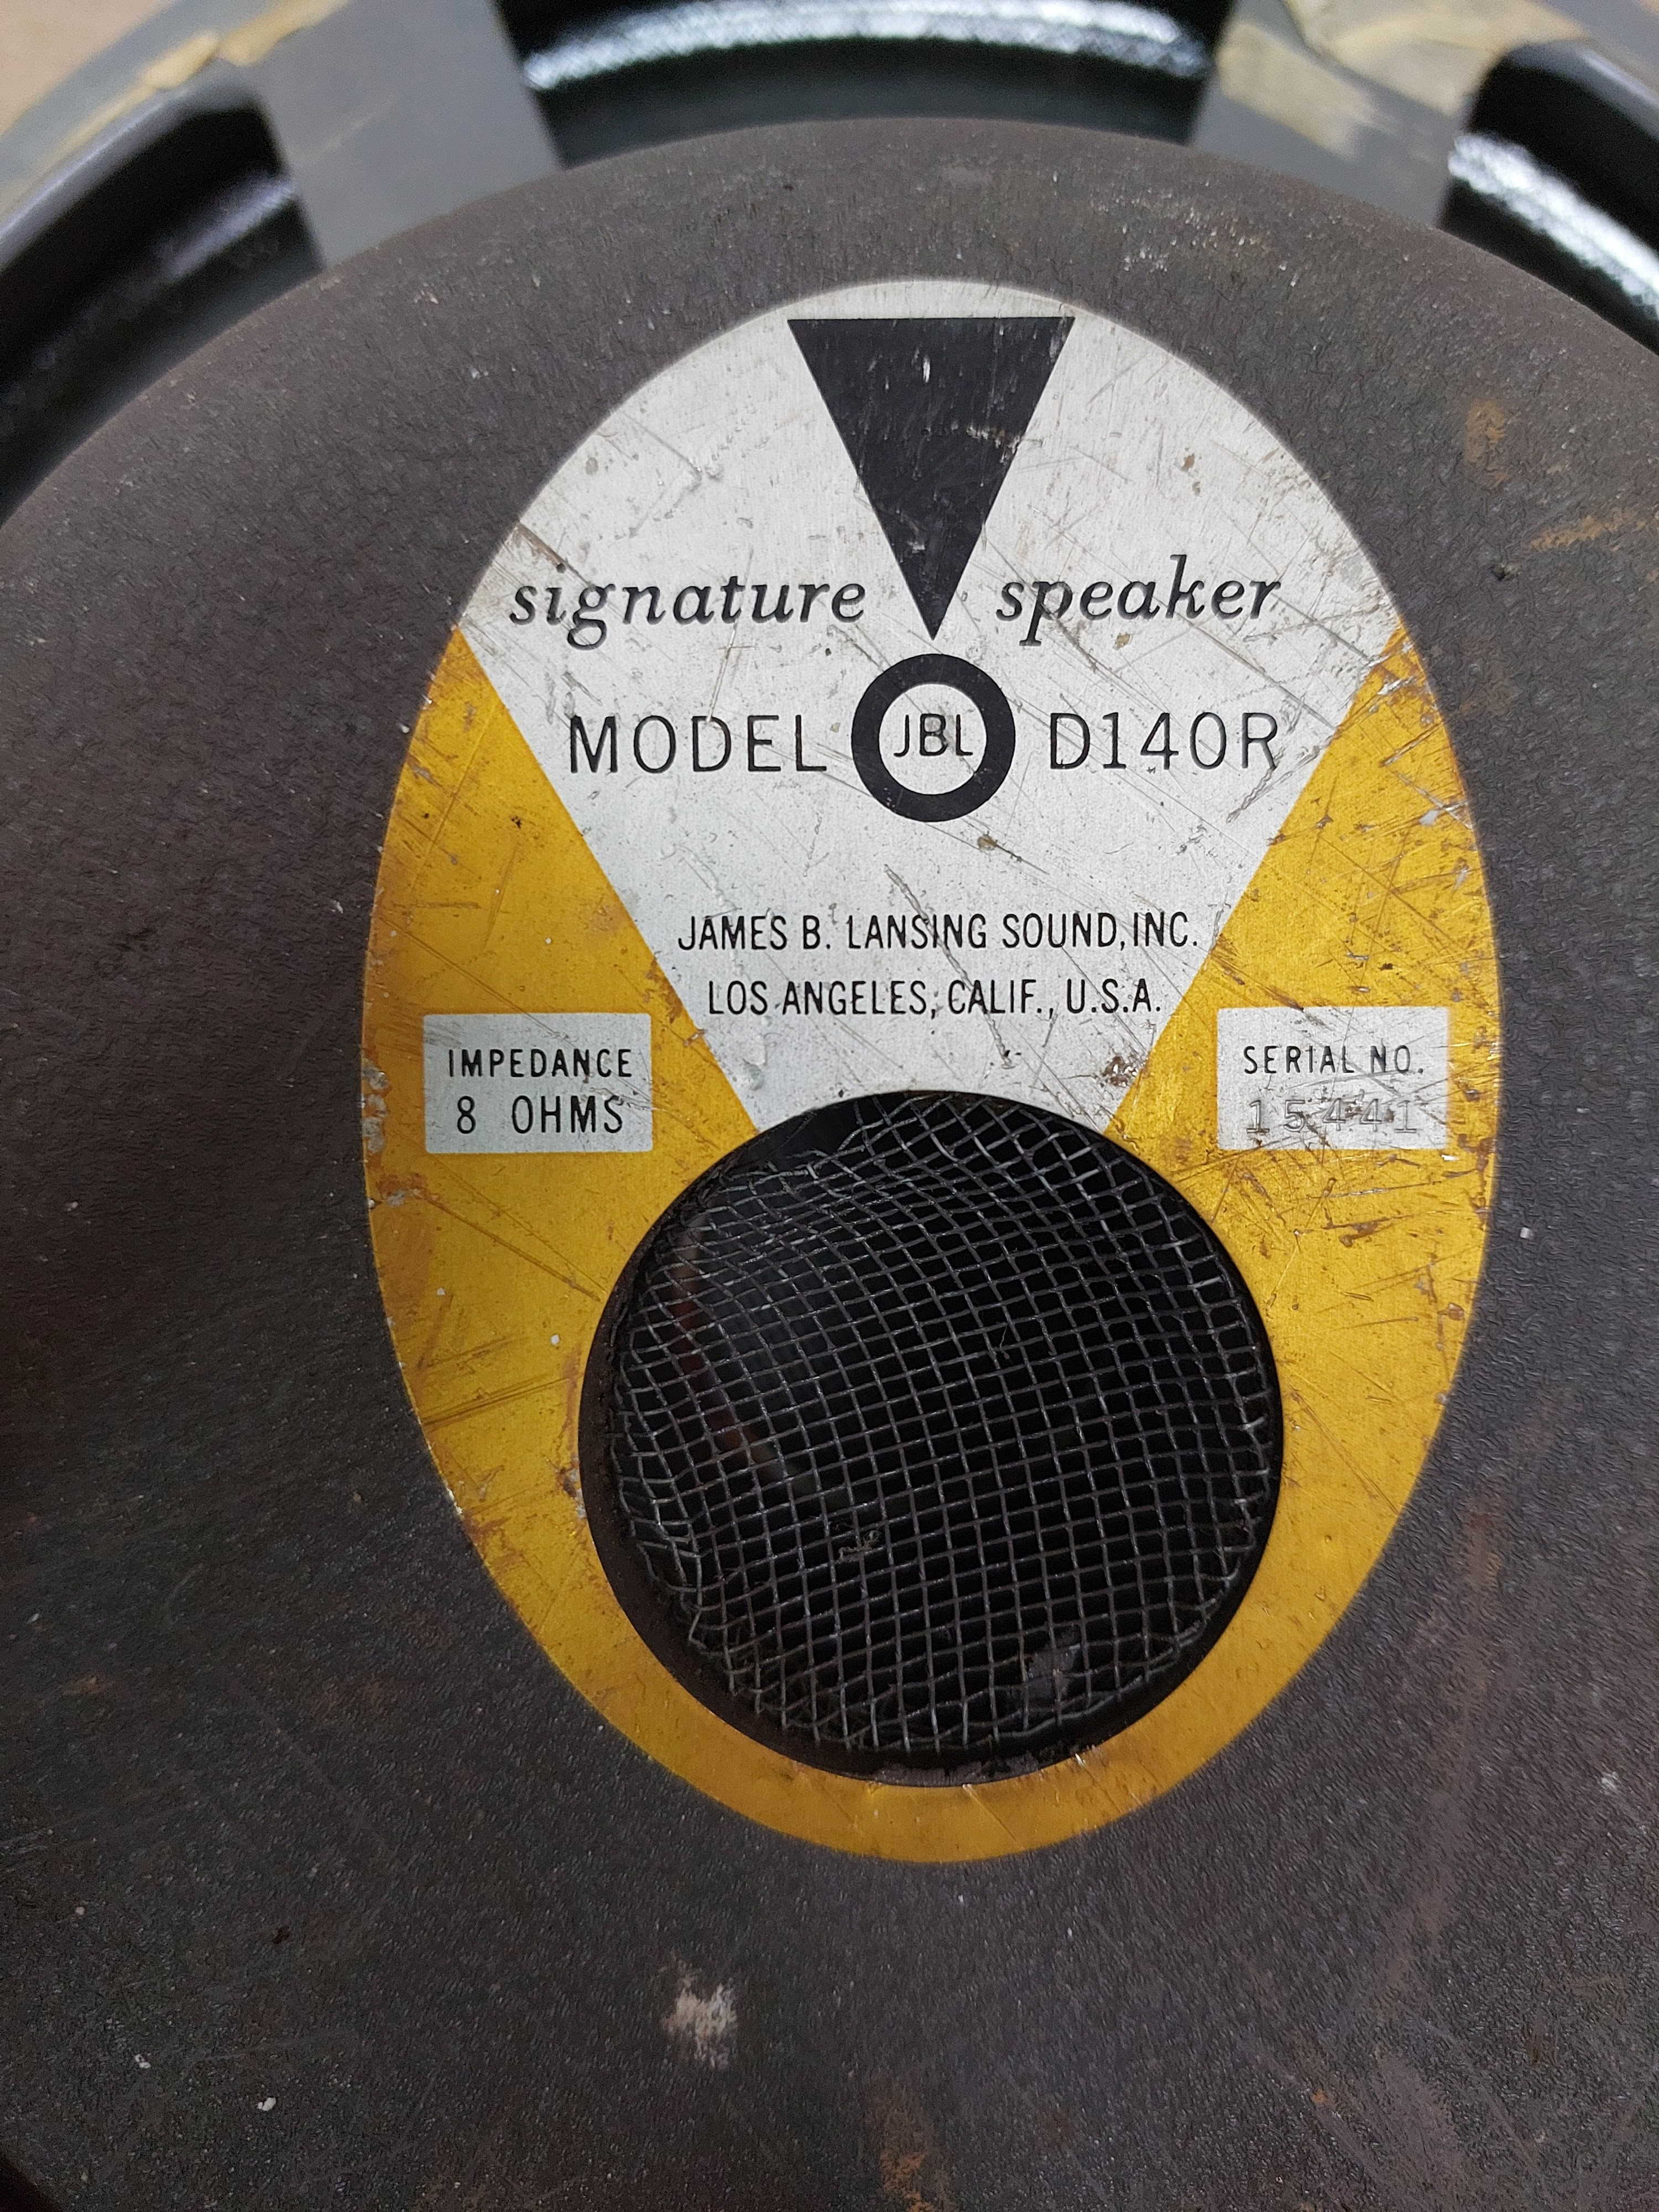 signature speaker
MODEL JBL D140R
JAMES B. LANSING SOUND, INC.
LOS ANGELES, CALIF., U.S.A.
IMPEDANCE
8 OHMS
SERIAL NO.
15441